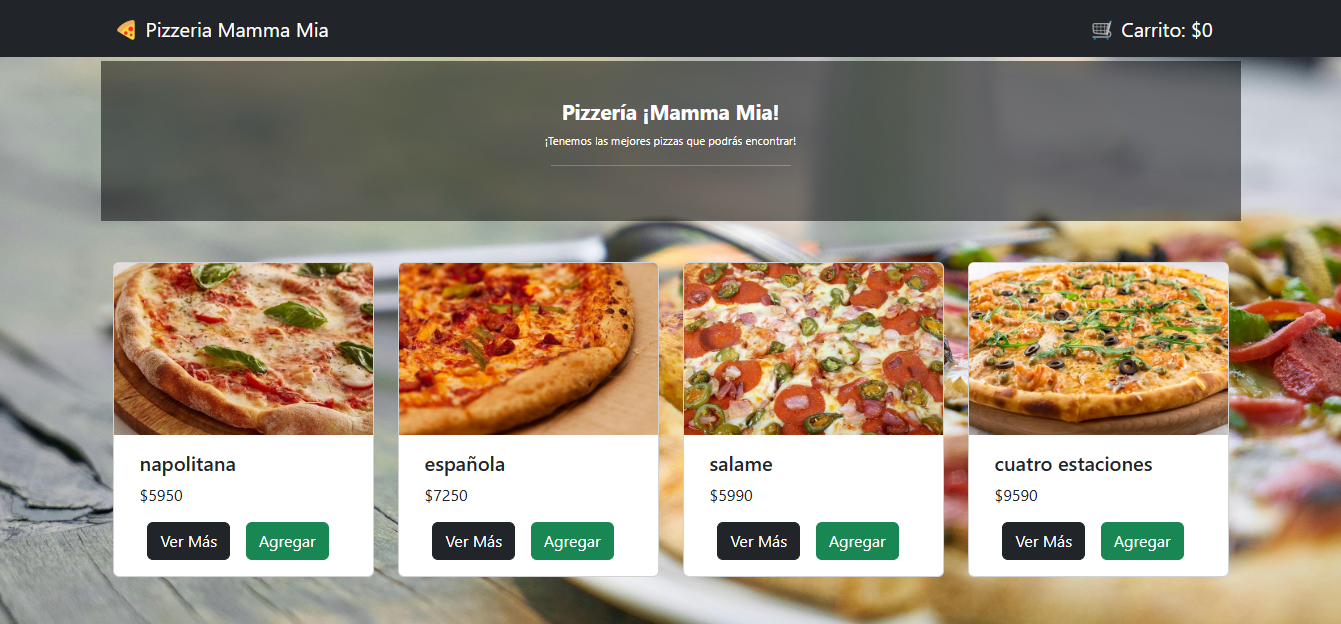 Pizzeria Mamma Mia
Carrito: $0
Pizzería ¡Mamma Mia!
¡Tenemos las mejores pizzas que podrás encontrar!
napolitana
$5950
Ver Más Agregar
española
$7250
Ver Más Agregar
salame
$5990
Ver Más Agregar
cuatro estaciones
$9590
Ver Más Agregar